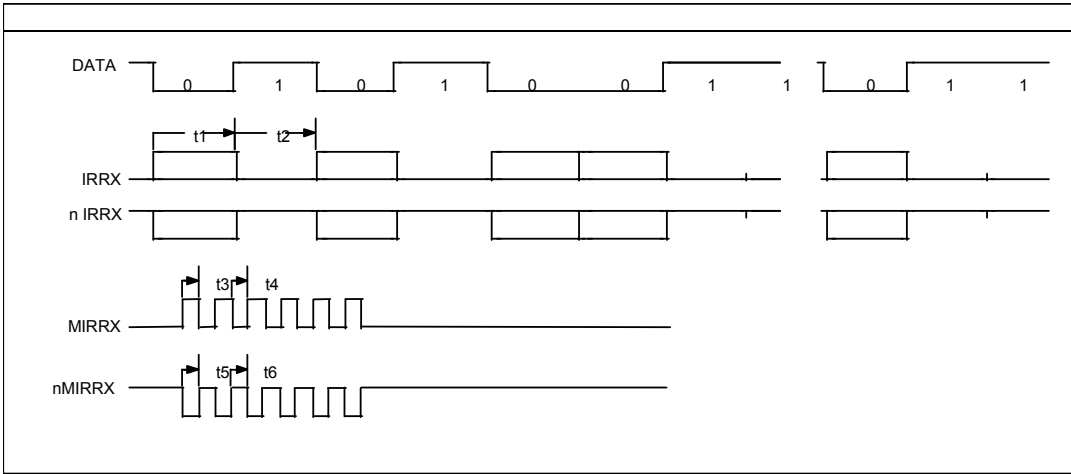 DATA
0 1 0 1 0 0 1 1 0 1 1
t1 t2
IRRX
n IRRX
t3 t4
MIRRX
t5 t6
nMIRRX